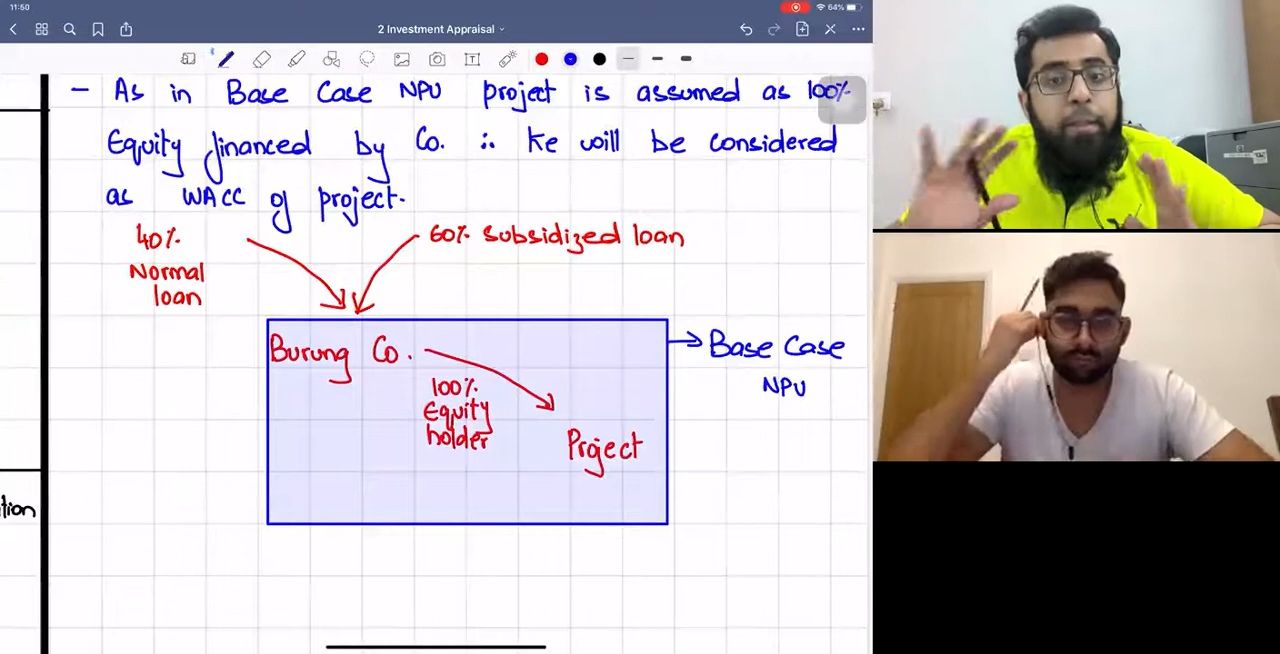 11:50
64%
2 Investment Appraisal
- As in Base Case NPV project is assumed as 100%
Equity financed by Co. ∴ Ke will be considered
as WACC of project.
40%
Normal
loan
60% subsidized loan
Burung Co.
100%
Equity
holder
Project
Base Case
NPV
tion